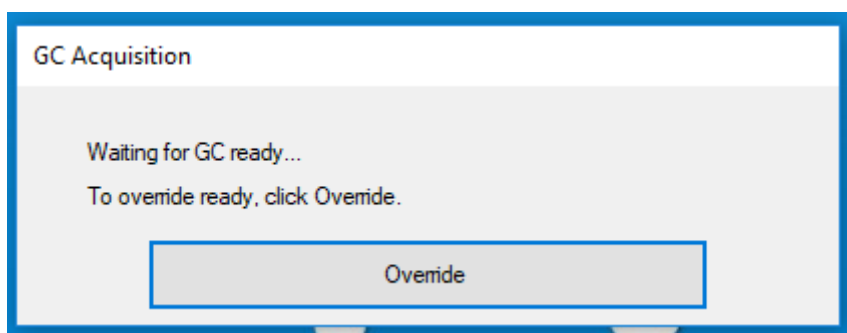 GC Acquisition
Waiting for GC ready...
To override ready, click Override.
Override